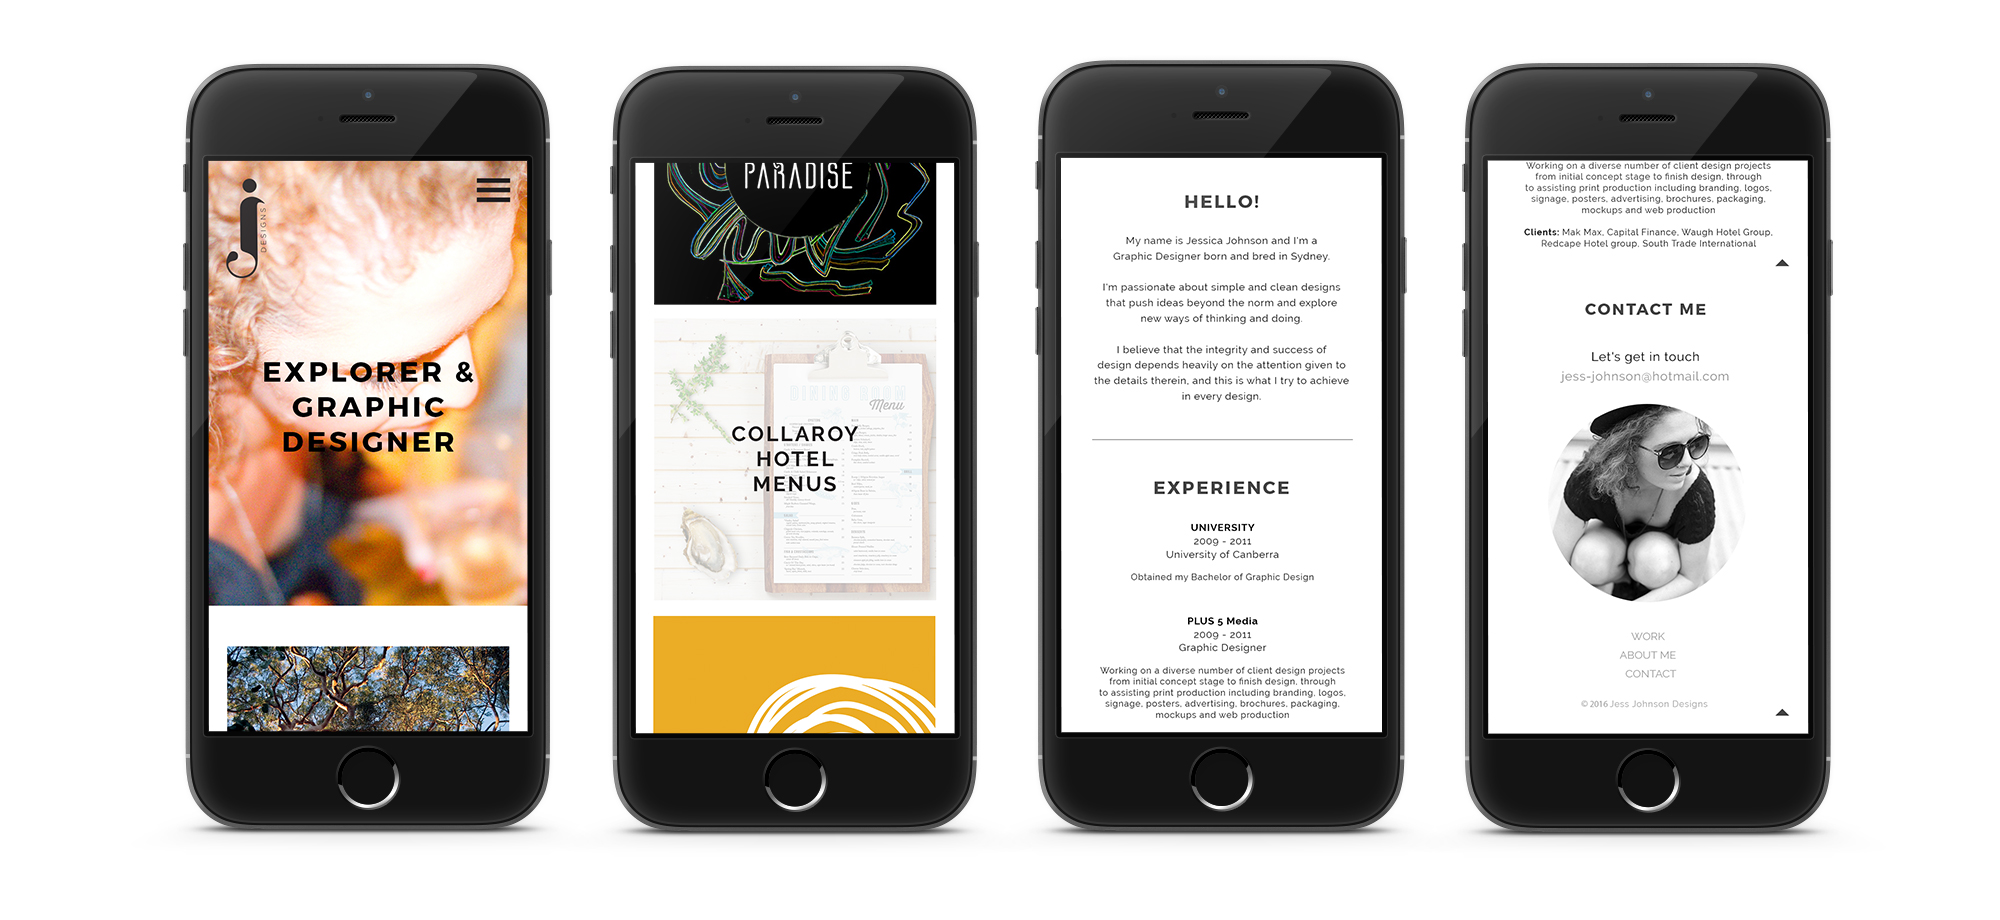 j
DESIGNS
EXPLORER &
GRAPHIC
DESIGNER
PARADISE
DINING ROOM
Menu
COLLAROY
HOTEL
MENUS
HELLO!
My name is Jessica Johnson and I'm a
Graphic Designer born and bred in Sydney.
I'm passionate about simple and clean designs
that push ideas beyond the norm and explore
new ways of thinking and doing.
I believe that the integrity and success of
design depends heavily on the attention given to
the details therein, and this is what I try to achieve
in every design.
EXPERIENCE
UNIVERSITY
2009 - 2011
University of Canberra
Obtained my Bachelor of Graphic Design
PLUS 5 Media
2009 - 2011
Graphic Designer
Working on a diverse number of client design projects
from initial concept stage to finish design, through
to assisting print production including branding, logos,
signage, posters, advertising, brochures, packaging,
mockups and web production
Working on a diverse number of client design projects
from initial concept stage to finish design, through
to assisting print production including branding, logos,
signage, posters, advertising, brochures, packaging,
mockups and web production
Clients: Mak Max, Capital Finance, Waugh Hotel Group,
Redcape Hotel group, South Trade International
CONTACT ME
Let's get in touch
jess-johnson@hotmail.com
WORK
ABOUT ME
CONTACT
© 2016 Jess Johnson Designs